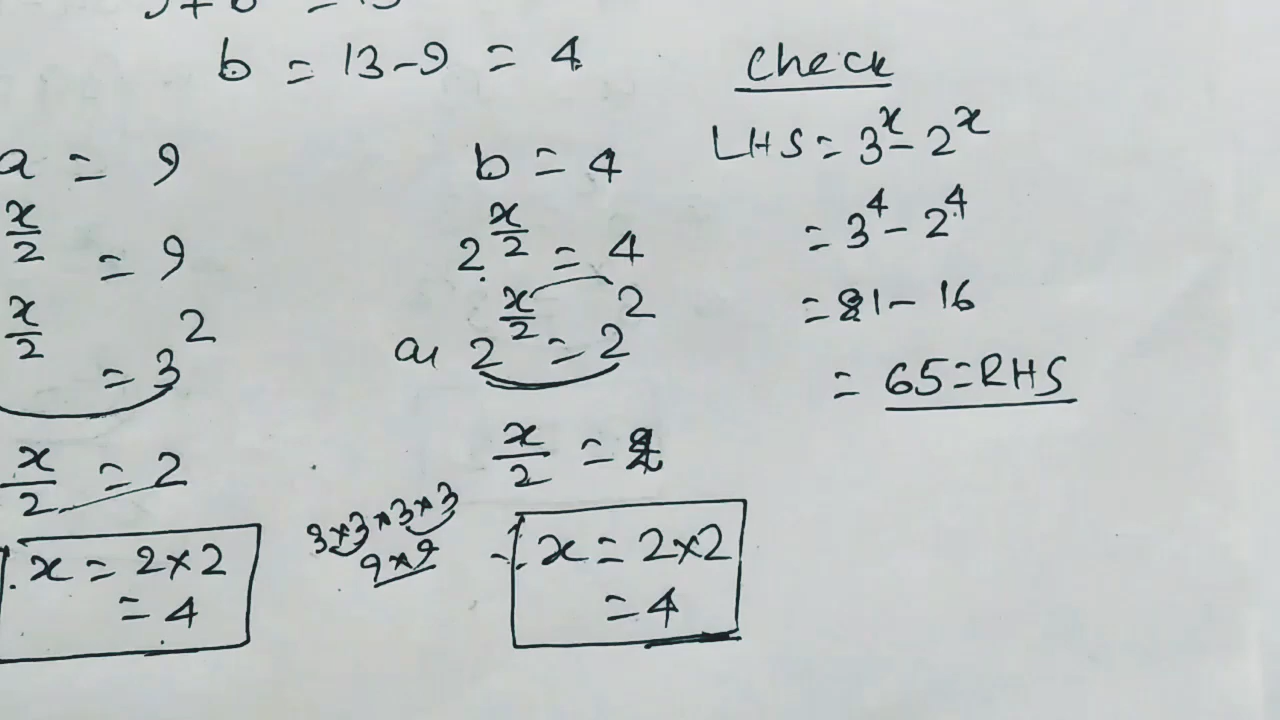 b = 13-9 = 4
a = 9
x/2 = 9
x/2 = 3^2
x/2 = 2
x = 2×2
= 4
b = 4
2^(x/2) = 4
2^(x/2) = 2^2
x/2 =
3×3×3×3
9×9
x = 2×2
= 4
Check
LHS = 3^x - 2^x
= 3^4 - 2^4
= 81 - 16
= 65 = RHS